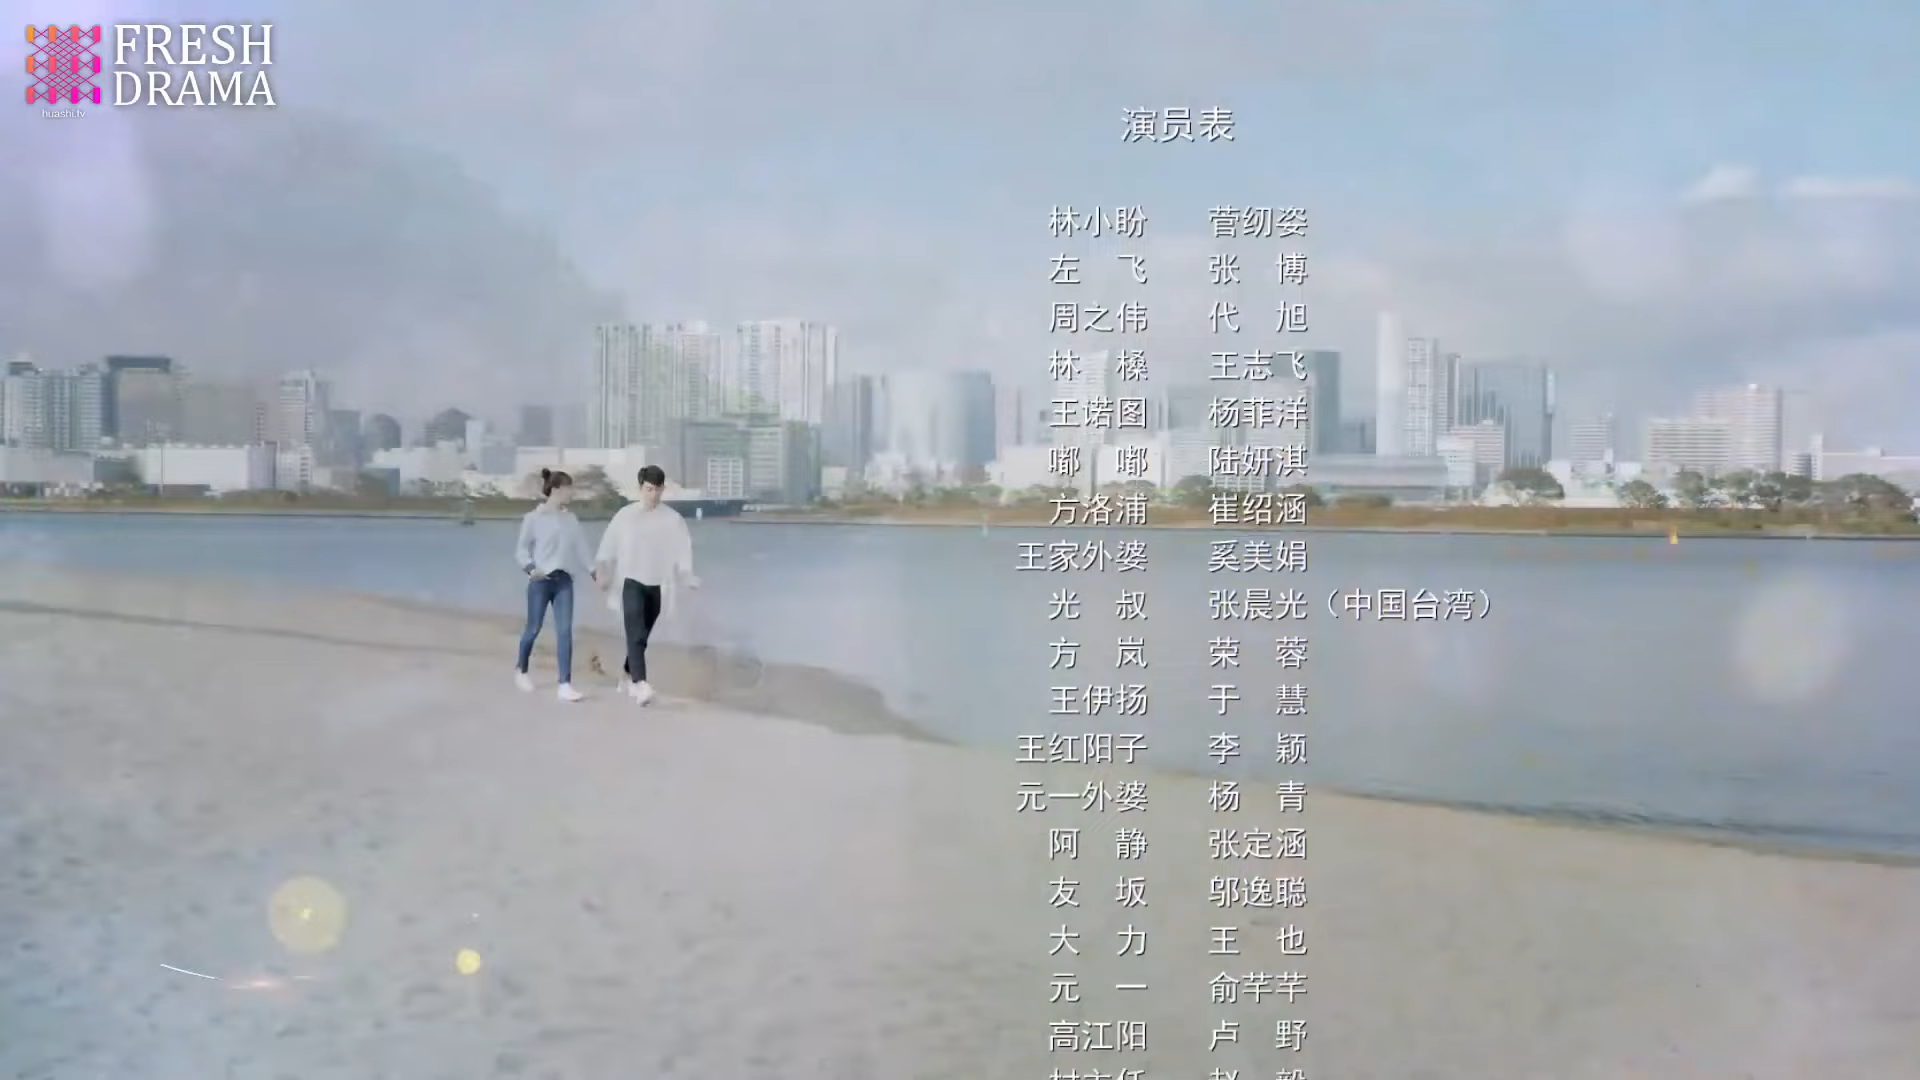 FRESH
DRAMA
huashi.tv
演员表
林小盼 菅纫姿
左 飞 张 博
周之伟 代 旭
林 槡 王志飞
王诺图 杨菲洋
嘟 嘟 陆妍淇
方洛浦 崔绍涵
王家外婆 奚美娟
光 叔 张晨光（中国台湾）
方 岚 荣 蓉
王伊扬 于 慧
王红阳子 李 颖
元一外婆 杨 青
阿 静 张定涵
友 坂 邬逸聪
大 力 王 也
元 一 俞芊芊
高江阳 卢 野